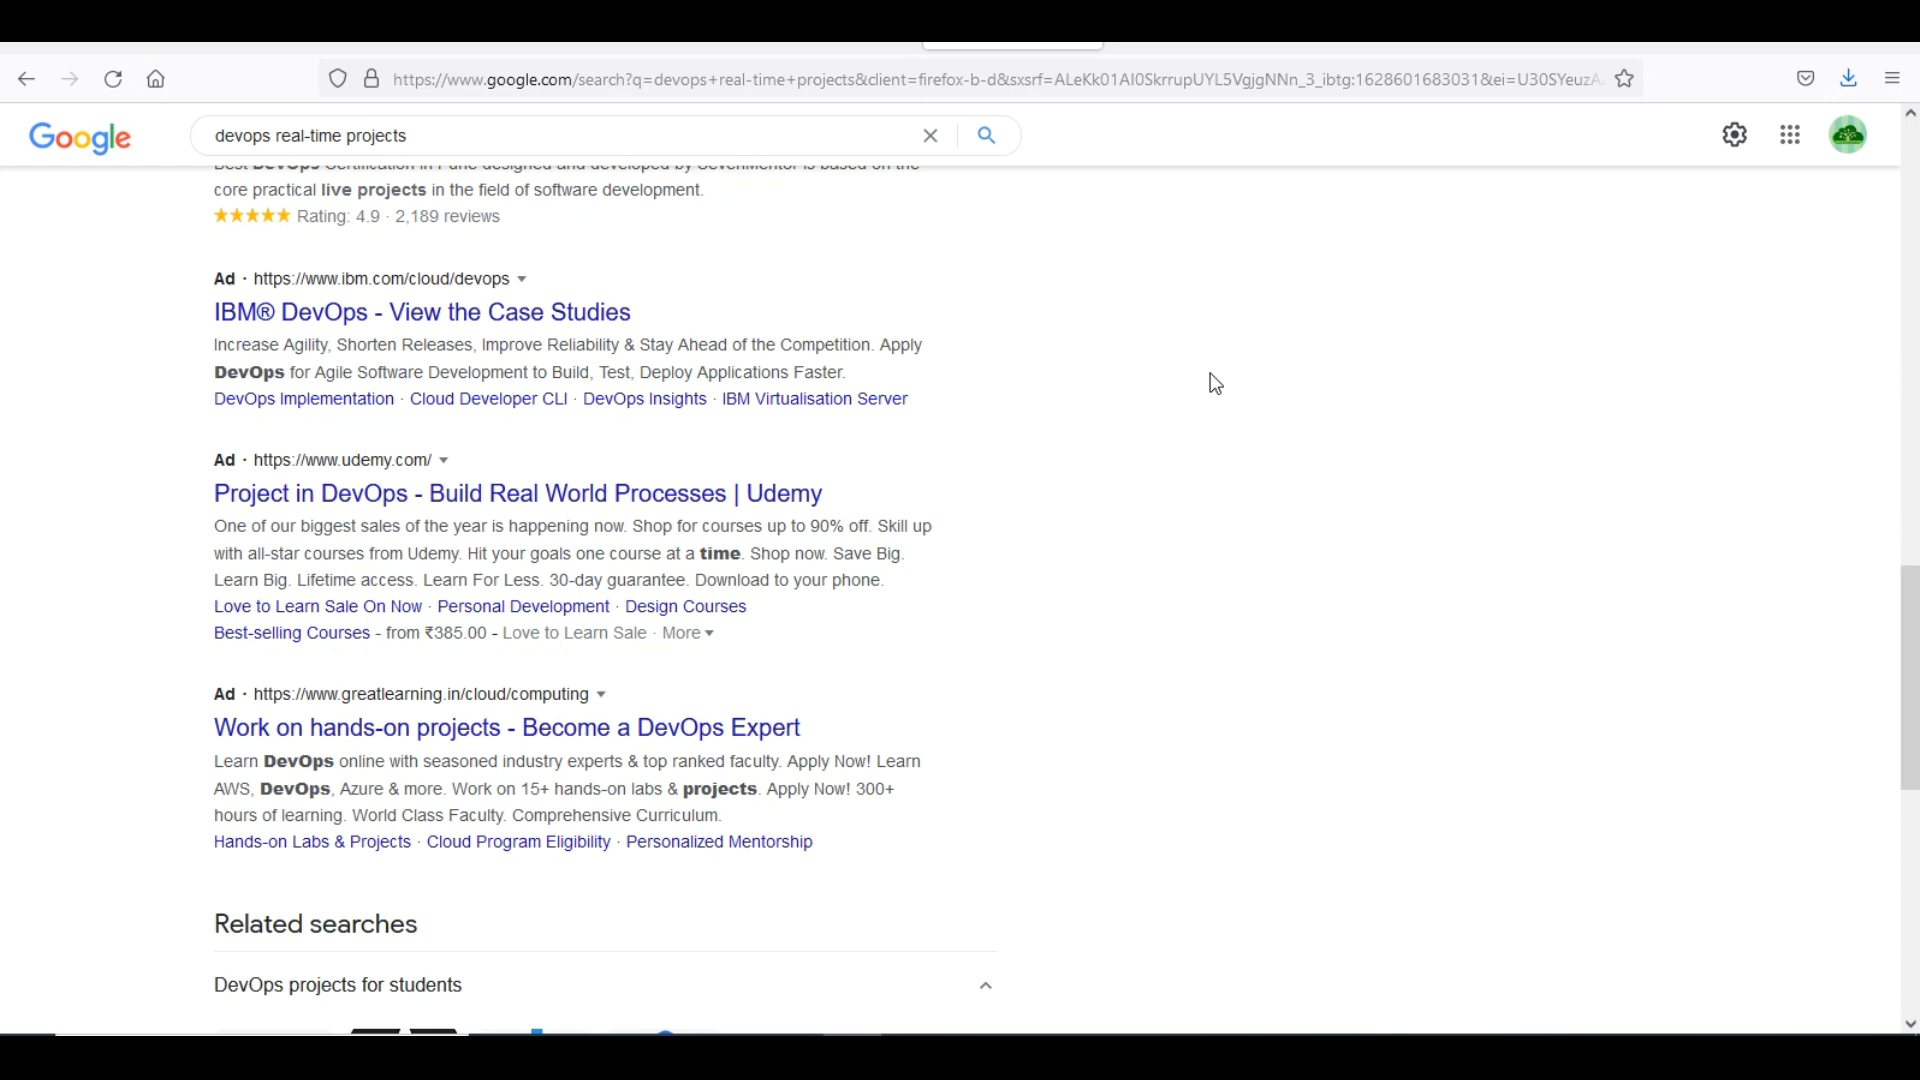 https://www.google.com/search?q=devops+real-time+projects&client=firefox-b-d&sxsrf=ALeKk01AI0SkrrupUYL5VgjgNNn_3_ibtg:1628601683031&ei=U30SYeuzA
Google
devops real-time projects
Best DevOps Certification in Pune designed and developed by SevenMentor is based on the
core practical live projects in the field of software development.
★★★★★ Rating: 4.9 · 2,189 reviews
Ad · https://www.ibm.com/cloud/devops
IBM® DevOps - View the Case Studies
Increase Agility, Shorten Releases, Improve Reliability & Stay Ahead of the Competition. Apply
DevOps for Agile Software Development to Build, Test, Deploy Applications Faster.
DevOps Implementation · Cloud Developer CLI · DevOps Insights · IBM Virtualisation Server
Ad · https://www.udemy.com/
Project in DevOps - Build Real World Processes | Udemy
One of our biggest sales of the year is happening now. Shop for courses up to 90% off. Skill up
with all-star courses from Udemy. Hit your goals one course at a time. Shop now. Save Big.
Learn Big. Lifetime access. Learn For Less. 30-day guarantee. Download to your phone.
Love to Learn Sale On Now · Personal Development · Design Courses
Best-selling Courses - from ₹385.00 - Love to Learn Sale · More
Ad · https://www.greatlearning.in/cloud/computing
Work on hands-on projects - Become a DevOps Expert
Learn DevOps online with seasoned industry experts & top ranked faculty. Apply Now! Learn
AWS, DevOps, Azure & more. Work on 15+ hands-on labs & projects. Apply Now! 300+
hours of learning. World Class Faculty. Comprehensive Curriculum.
Hands-on Labs & Projects · Cloud Program Eligibility · Personalized Mentorship
Related searches
DevOps projects for students